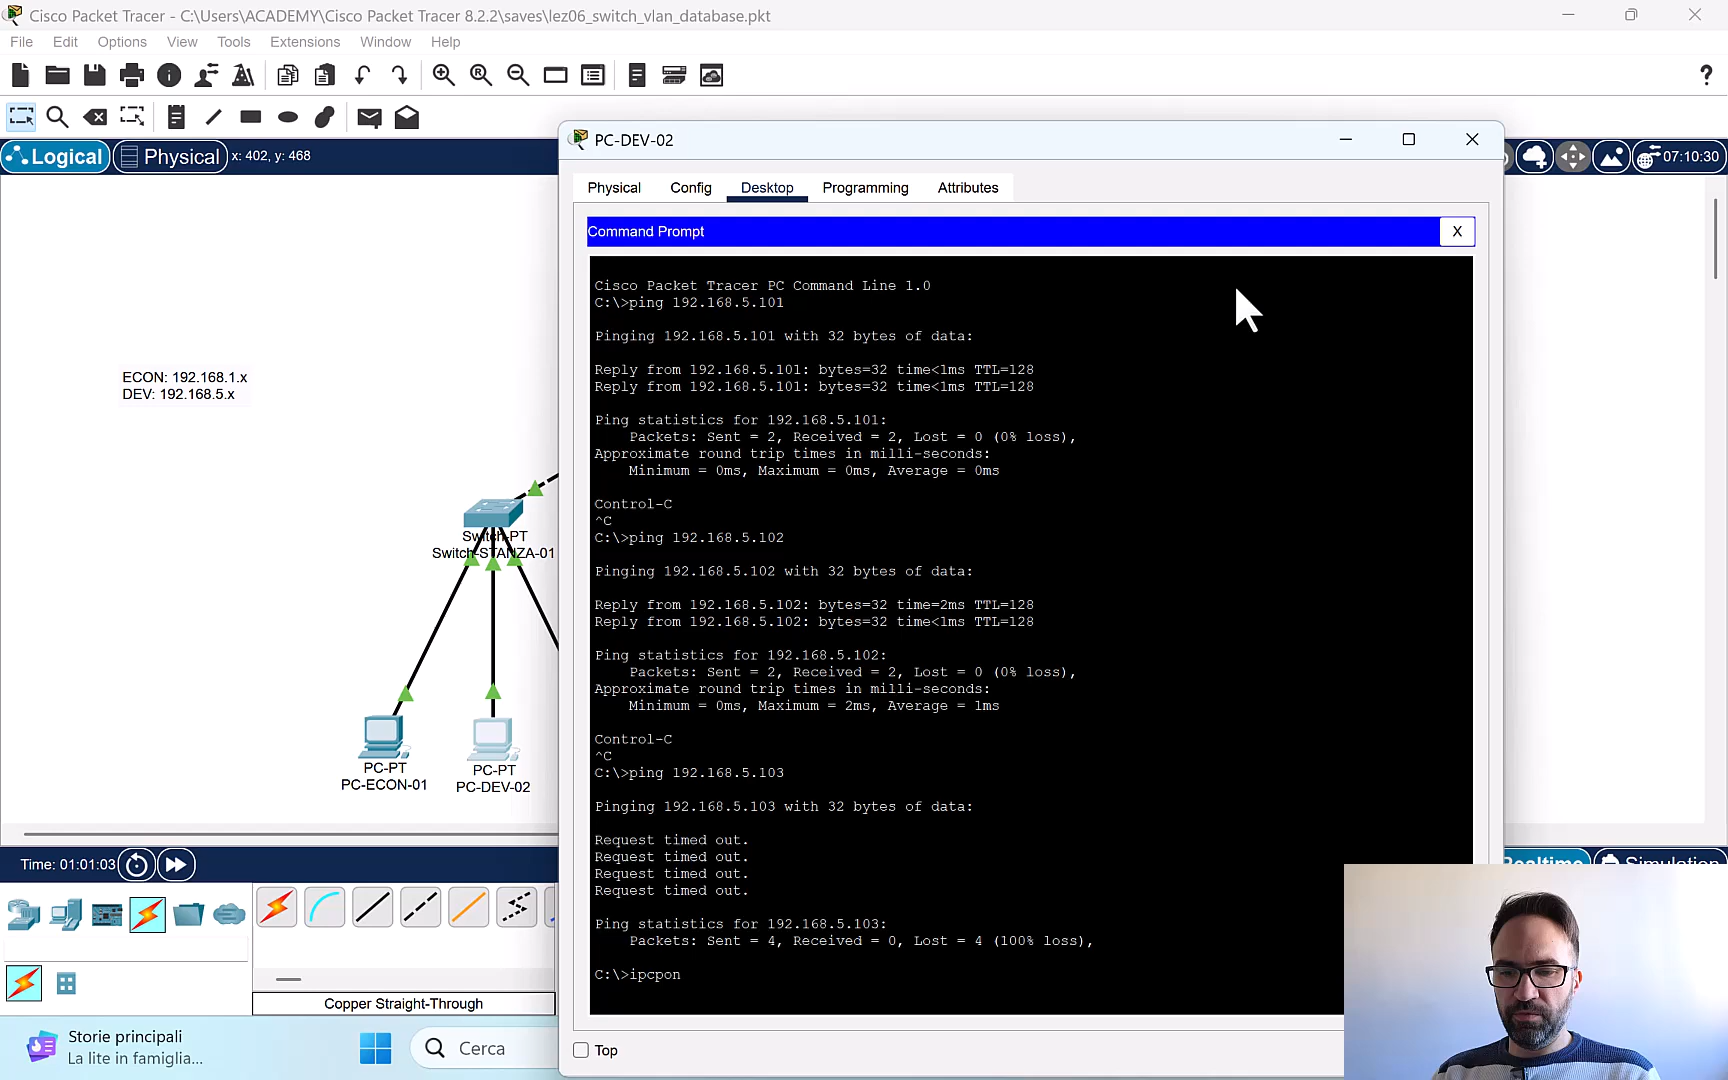 Cisco Packet Tracer - C:\Users\ACADEMY\Cisco Packet Tracer 8.2.2\saves\lez06_switch_vlan_database.pkt
File Edit Options View Tools Extensions Window Help
?
Logical Physical x: 402, y: 468
07:10:30
ECON: 192.168.1.x
DEV: 192.168.5.x
Switch-PT
Switch-STANZA-01
PC-PT
PC-ECON-01
PC-PT
PC-DEV-02
PC-DEV-02
Physical Config Desktop Programming Attributes
Command Prompt
X
Cisco Packet Tracer PC Command Line 1.0
C:\>ping 192.168.5.101
Pinging 192.168.5.101 with 32 bytes of data:
Reply from 192.168.5.101: bytes=32 time<1ms TTL=128
Reply from 192.168.5.101: bytes=32 time<1ms TTL=128
Ping statistics for 192.168.5.101:
Packets: Sent = 2, Received = 2, Lost = 0 (0% loss),
Approximate round trip times in milli-seconds:
Minimum = 0ms, Maximum = 0ms, Average = 0ms
Control-C
^C
C:\>ping 192.168.5.102
Pinging 192.168.5.102 with 32 bytes of data:
Reply from 192.168.5.102: bytes=32 time=2ms TTL=128
Reply from 192.168.5.102: bytes=32 time<1ms TTL=128
Ping statistics for 192.168.5.102:
Packets: Sent = 2, Received = 2, Lost = 0 (0% loss),
Approximate round trip times in milli-seconds:
Minimum = 0ms, Maximum = 2ms, Average = 1ms
Control-C
^C
C:\>ping 192.168.5.103
Pinging 192.168.5.103 with 32 bytes of data:
Request timed out.
Request timed out.
Request timed out.
Request timed out.
Ping statistics for 192.168.5.103:
Packets: Sent = 4, Received = 0, Lost = 4 (100% loss),
C:\>ipcpon
Top
Time: 01:01:03
Realtime Simulation
Copper Straight-Through
Storie principali
La lite in famiglia...
Cerca